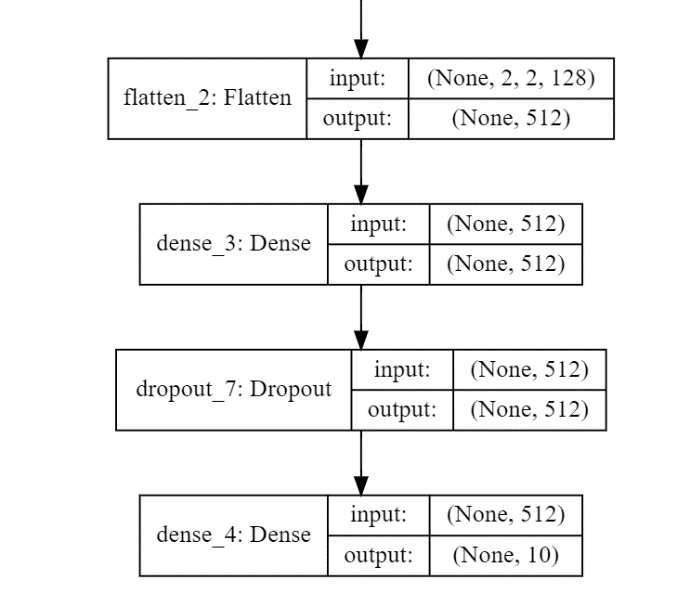 flatten_2: Flatten
input:
(None, 2, 2, 128)
output:
(None, 512)
dense_3: Dense
input:
(None, 512)
output:
(None, 512)
dropout_7: Dropout
input:
(None, 512)
output:
(None, 512)
dense_4: Dense
input:
(None, 512)
output:
(None, 10)